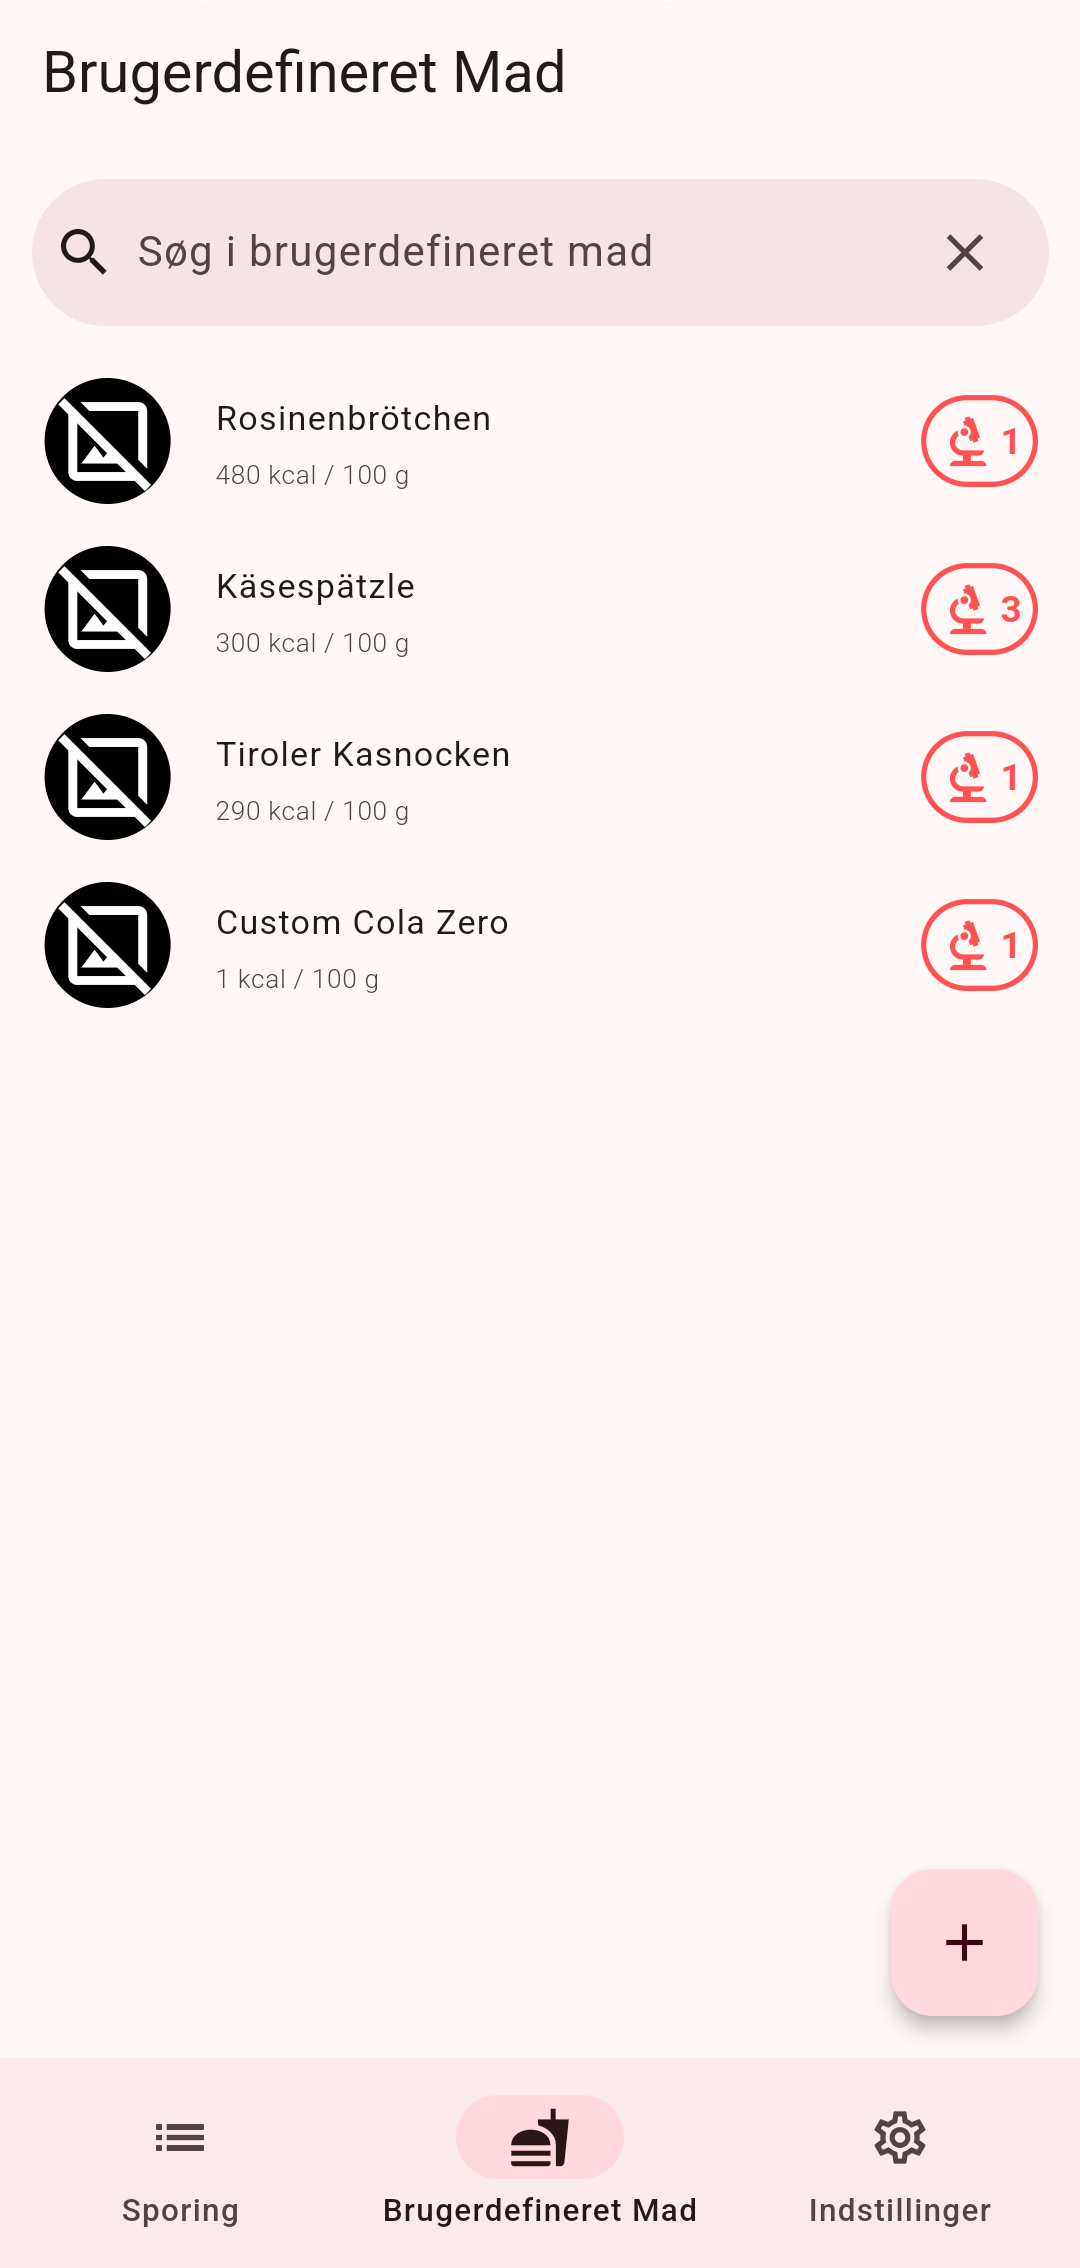 Brugerdefineret Mad
Søg i brugerdefineret mad
Rosinenbrötchen
480 kcal / 100 g
1
Käsespätzle
300 kcal / 100 g
3
Tiroler Kasnocken
290 kcal / 100 g
1
Custom Cola Zero
1 kcal / 100 g
1
Sporing
Brugerdefineret Mad
Indstillinger